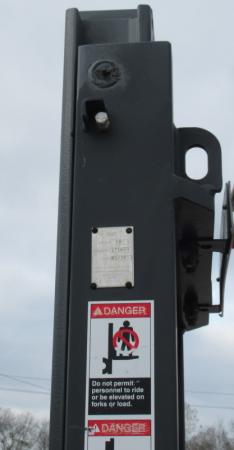 DANGER
Do not permit
personnel to ride
or be elevated on
forks or load.
DANGER